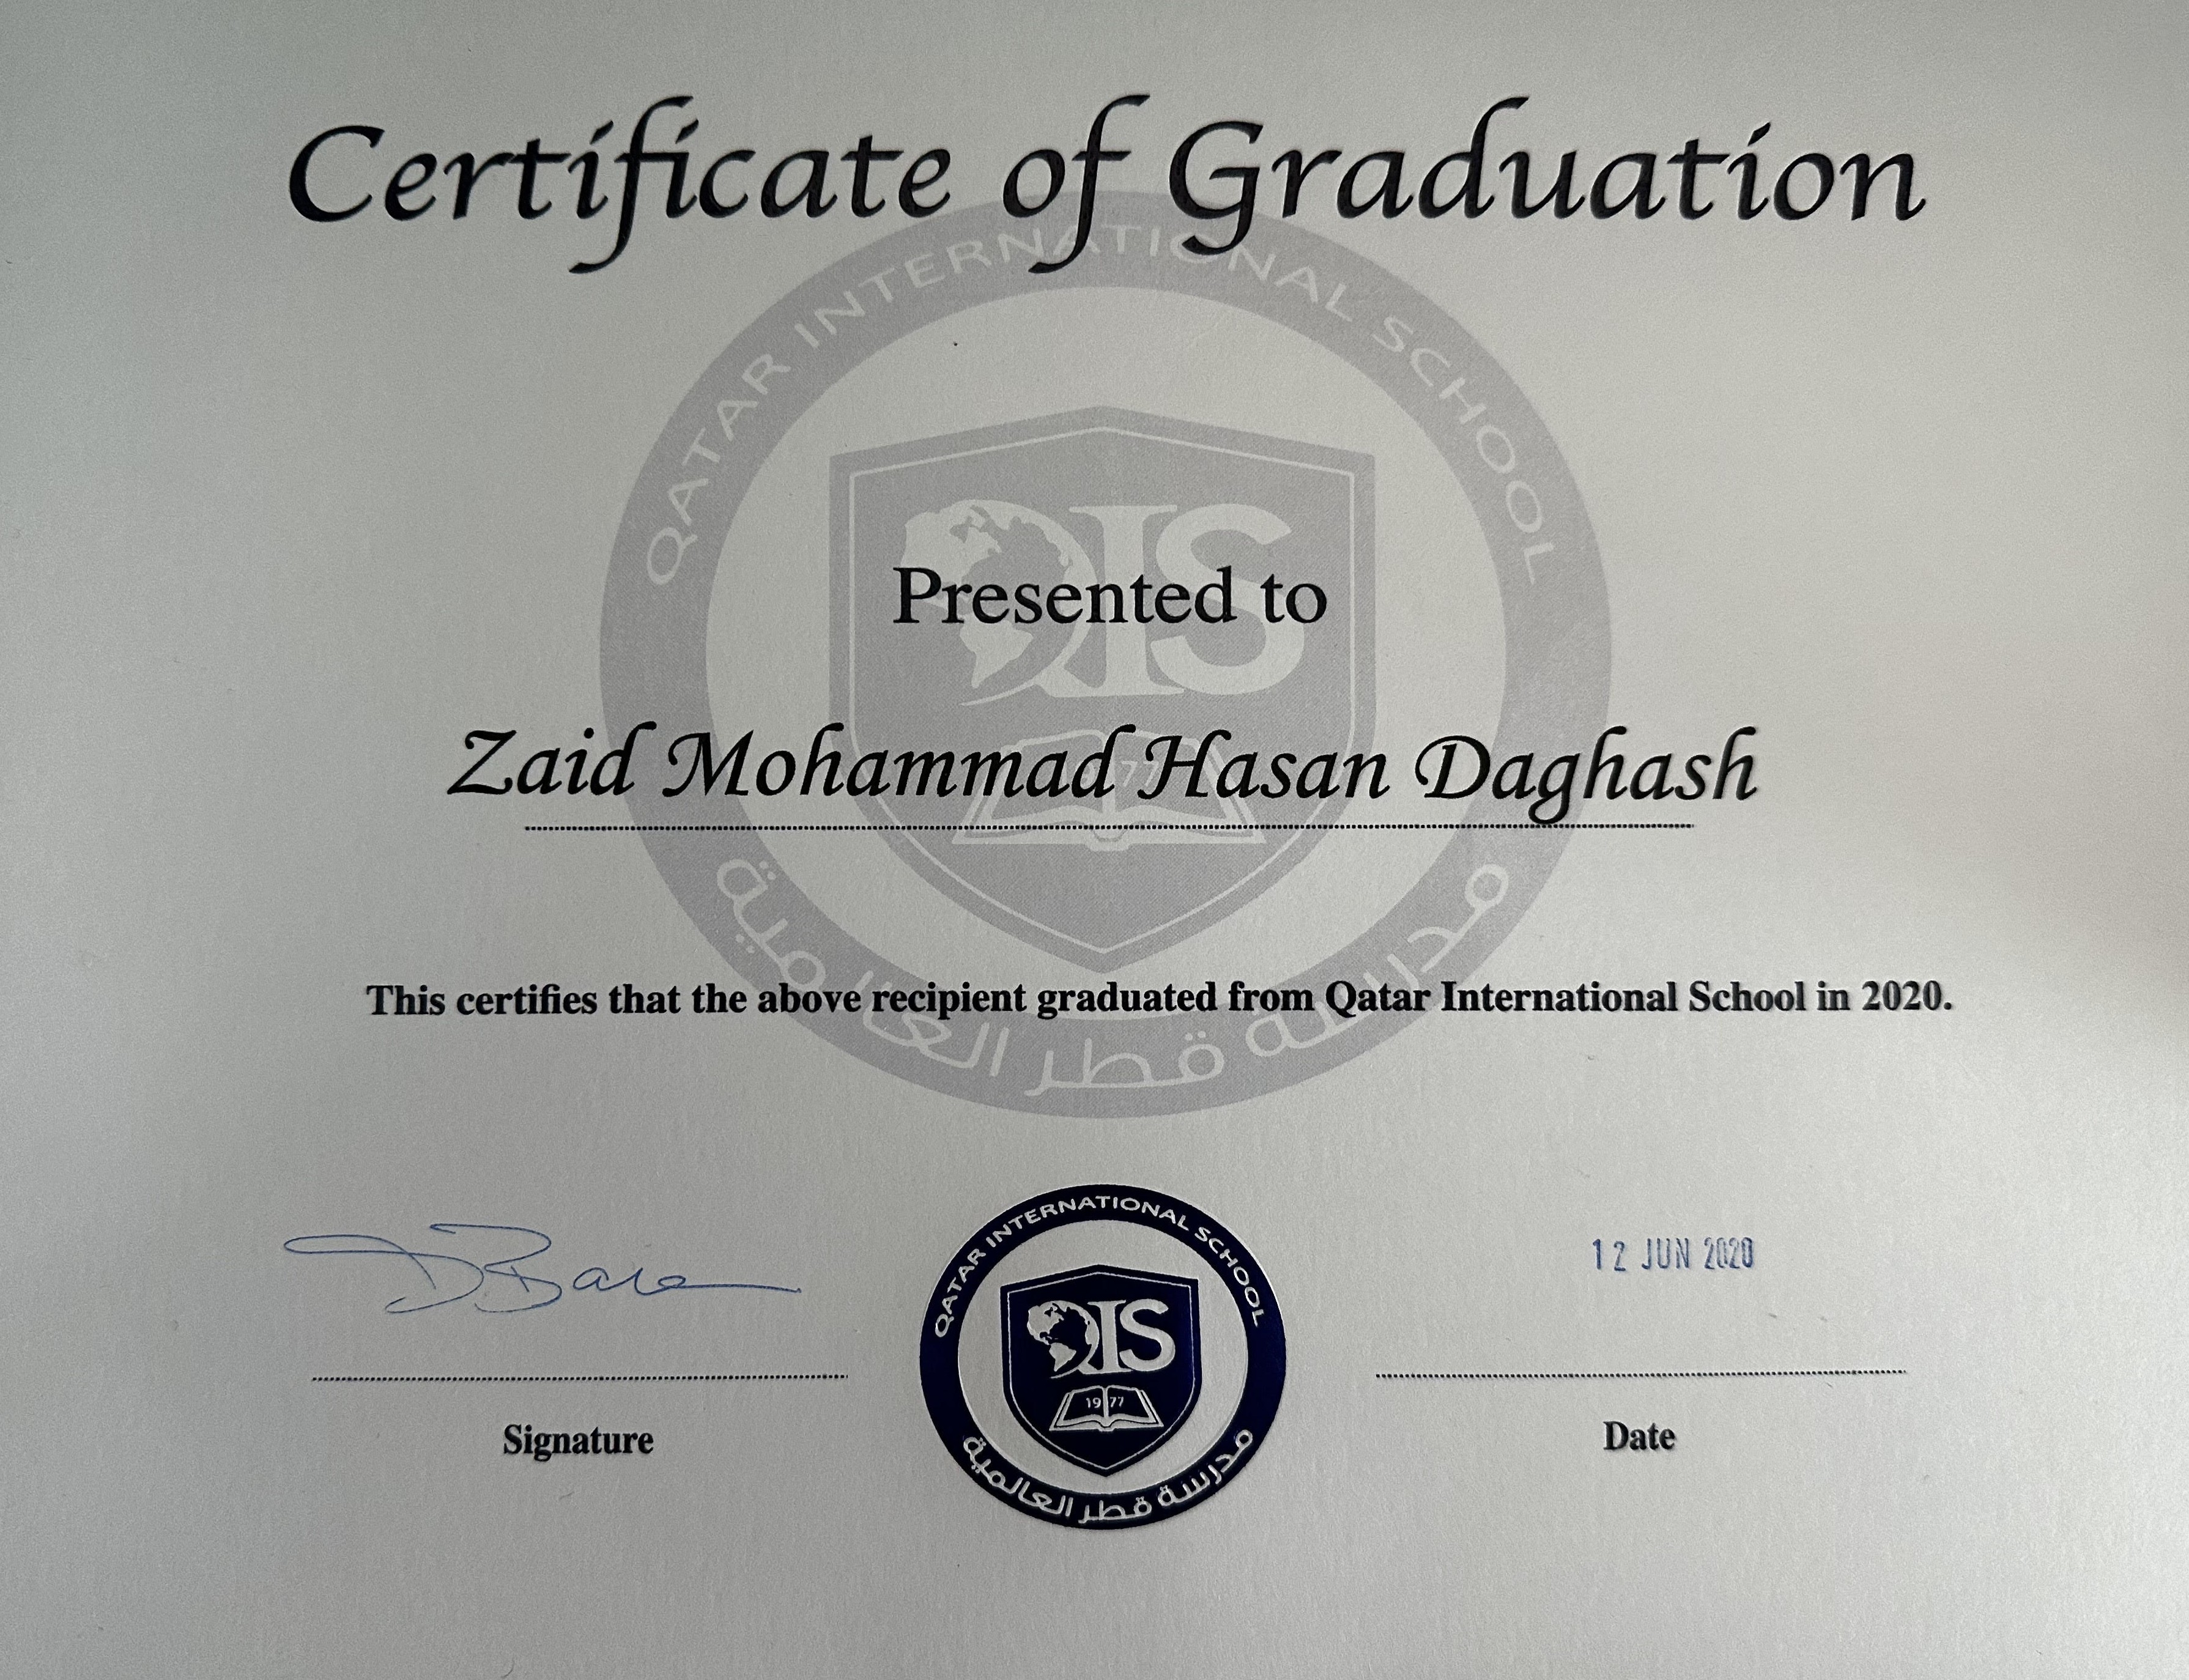 Certificate of Graduation
QATAR INTERNATIONAL SCHOOL
QIS
Presented to
Zaid Mohammad Hasan Daghash
This certifies that the above recipient graduated from Qatar International School in 2020.
مدرسة قطر العالمية
12 JUN 2020
QATAR INTERNATIONAL SCHOOL
QIS
1977
مدرسة قطر العالمية
Signature
Date